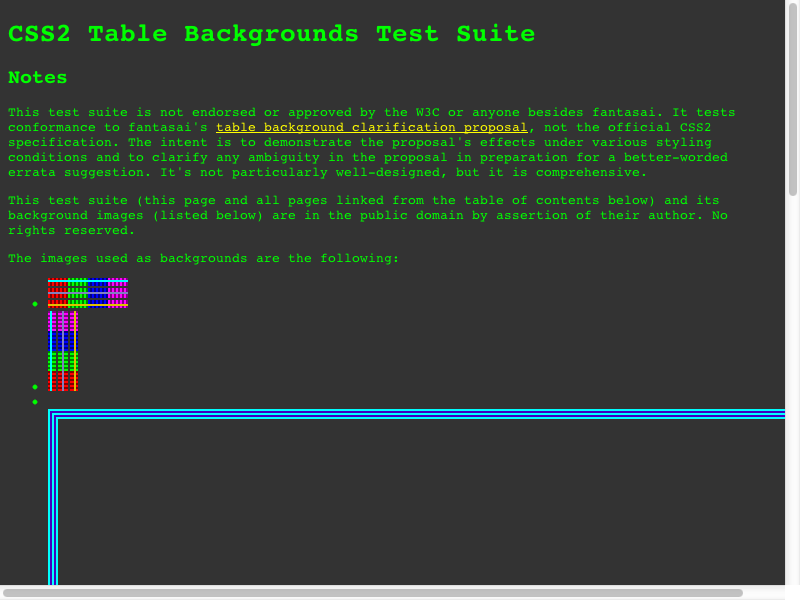 CSS2 Table Backgrounds Test Suite
Notes
This test suite is not endorsed or approved by the W3C or anyone besides fantasai. It tests
conformance to fantasai's table background clarification proposal, not the official CSS2
specification. The intent is to demonstrate the proposal's effects under various styling
conditions and to clarify any ambiguity in the proposal in preparation for a better-worded
errata suggestion. It's not particularly well-designed, but it is comprehensive.
This test suite (this page and all pages linked from the table of contents below) and its
background images (listed below) are in the public domain by assertion of their author. No
rights reserved.
The images used as backgrounds are the following: